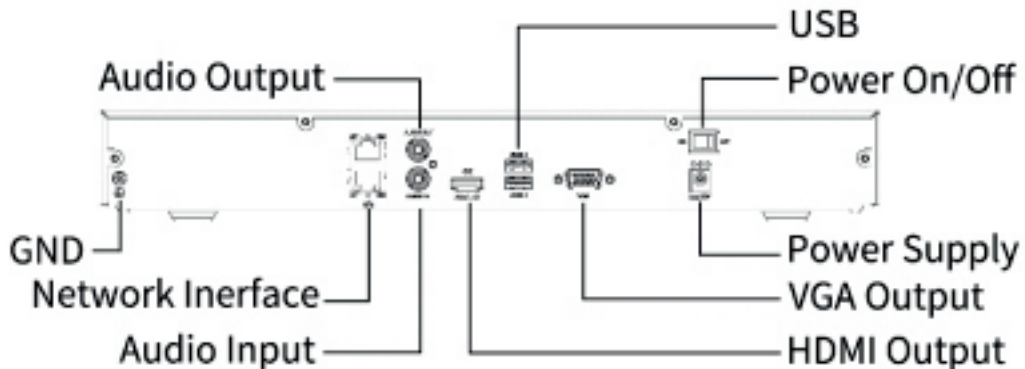 USB
Audio Output
Power On/Off
GND
Power Supply
Network Inerface
VGA Output
Audio Input
HDMI Output